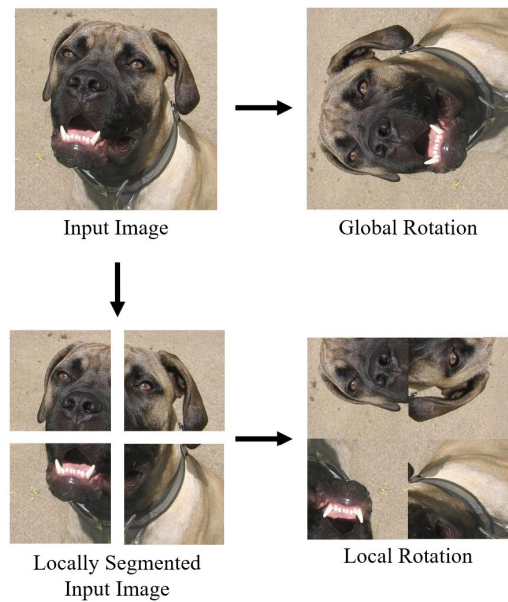 Input Image
Global Rotation
Locally Segmented
Input Image
Local Rotation